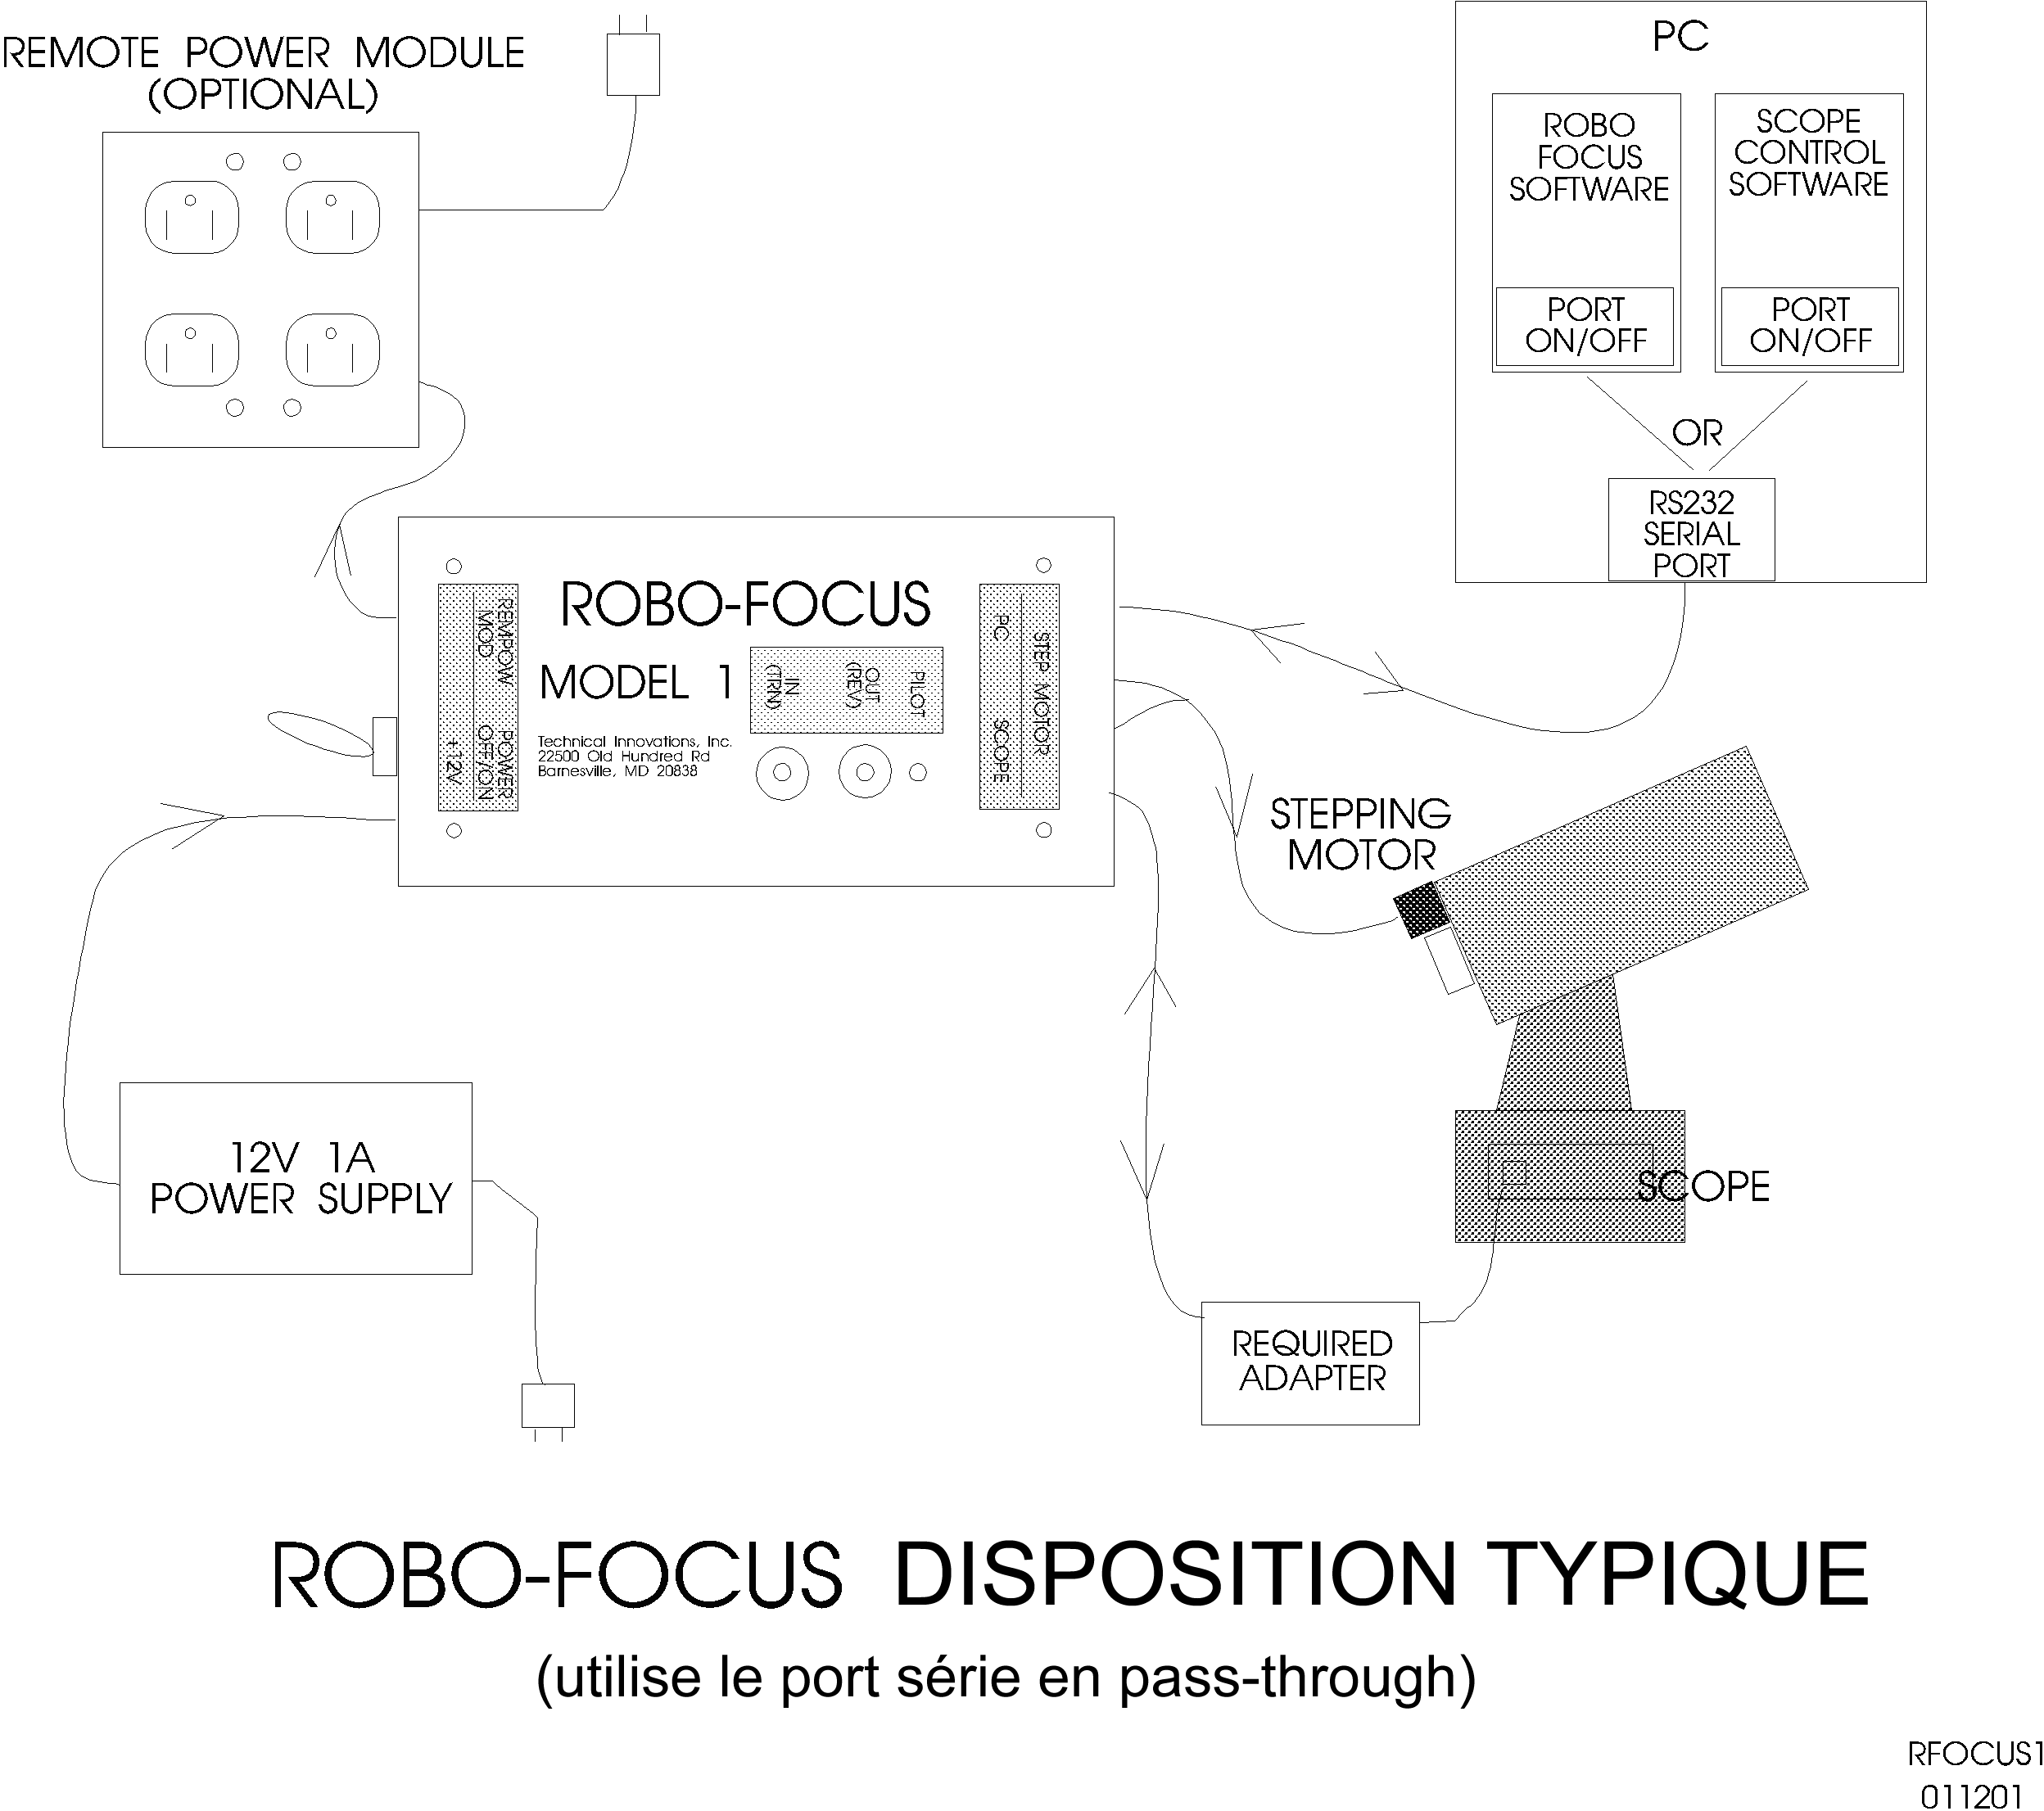 REMOTE POWER MODULE
(OPTIONAL)
PC
ROBO
FOCUS
SOFTWARE
SCOPE
CONTROL
SOFTWARE
PORT
ON/OFF
PORT
ON/OFF
OR
RS232
SERIAL
PORT
ROBO-FOCUS
MODEL 1
Technical Innovations, Inc.
22500 Old Hundred Rd
Barnesville, MD 20838
REMPOW
MOD
POWER
OFF/ON
+12V
IN
(TRN)
OUT
(REV)
PILOT
PC
STEP MOTOR
SCOPE
STEPPING
MOTOR
SCOPE
12V 1A
POWER SUPPLY
REQUIRED
ADAPTER
ROBO-FOCUS DISPOSITION TYPIQUE
(utilise le port série en pass-through)
RFOCUS1
011201